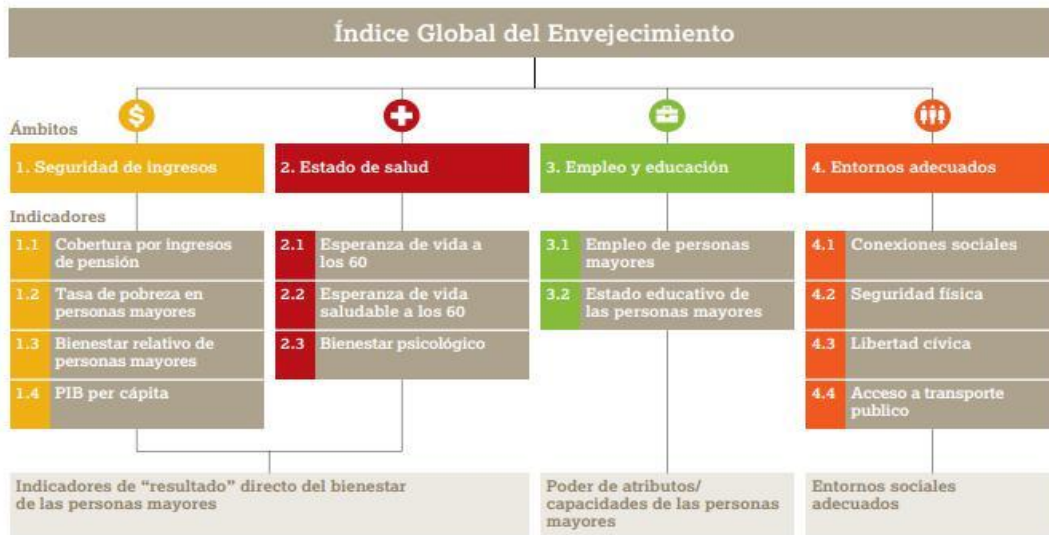 Índice Global del Envejecimiento
$
Ámbitos
1. Seguridad de ingresos
2. Estado de salud
3. Empleo y educación
4. Entornos adecuados
Indicadores
1.1 Cobertura por ingresos
de pensión
1.2 Tasa de pobreza en
personas mayores
1.3 Bienestar relativo de
personas mayores
1.4 PIB per cápita
2.1 Esperanza de vida a
los 60
2.2 Esperanza de vida
saludable a los 60
2.3 Bienestar psicológico
3.1 Empleo de personas
mayores
3.2 Estado educativo de
las personas mayores
4.1 Conexiones sociales
4.2 Seguridad física
4.3 Libertad cívica
4.4 Acceso a transporte
publico
Indicadores de “resultado” directo del bienestar
de las personas mayores
Poder de atributos/
capacidades de las personas
mayores
Entornos sociales
adecuados